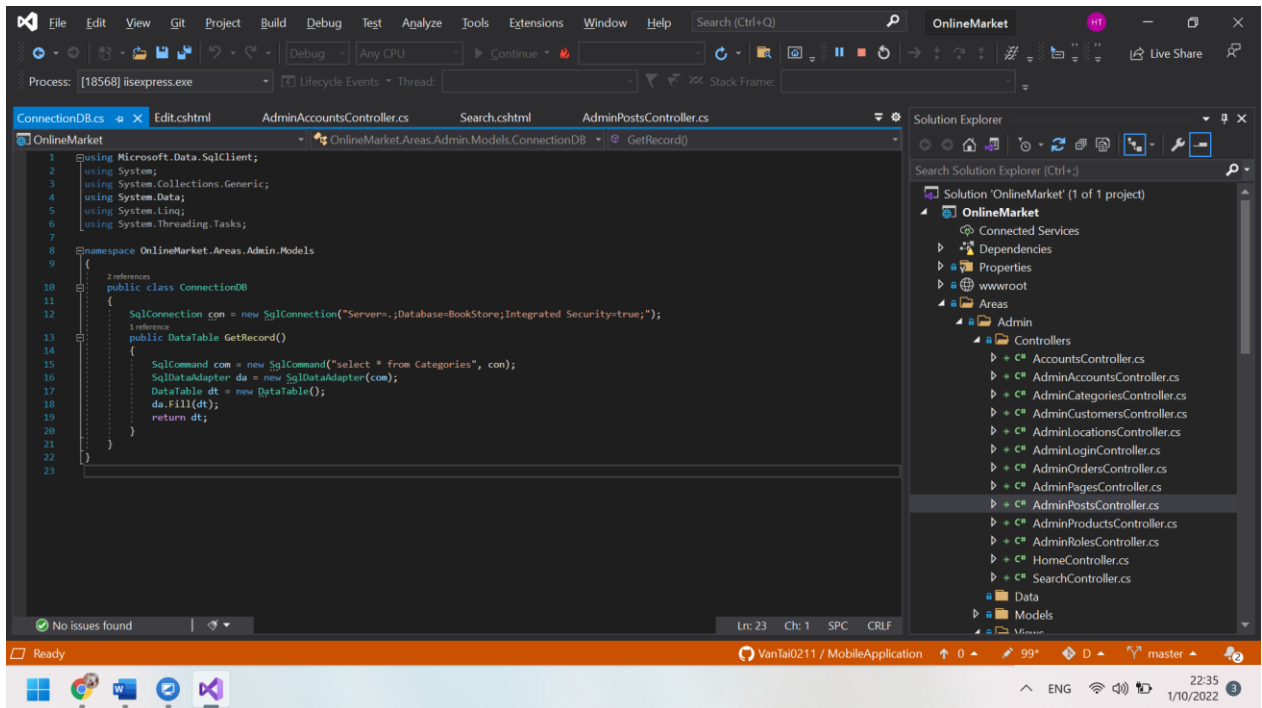 File Edit View Git Project Build Debug Test Analyze Tools Extensions Window Help Search (Ctrl+Q) OnlineMarket HT
Debug Any CPU Continue Live Share
Process: [18568] iisexpress.exe Lifecycle Events Thread: Stack Frame:
ConnectionDB.cs Edit.cshtml AdminAccountsController.cs Search.cshtml AdminPostsController.cs
OnlineMarket OnlineMarket.Areas.Admin.Models.ConnectionDB GetRecord()
1 using Microsoft.Data.SqlClient;
2 using System;
3 using System.Collections.Generic;
4 using System.Data;
5 using System.Linq;
6 using System.Threading.Tasks;
7
8 namespace OnlineMarket.Areas.Admin.Models
9 {
2 references
10 public class ConnectionDB
11 {
12 SqlConnection con = new SqlConnection("Server=.;Database=BookStore;Integrated Security=true;");
1 reference
13 public DataTable GetRecord()
14 {
15 SqlCommand com = new SqlCommand("select * from Categories", con);
16 SqlDataAdapter da = new SqlDataAdapter(com);
17 DataTable dt = new DataTable();
18 da.Fill(dt);
19 return dt;
20 }
21 }
22 }
23
No issues found Ln: 23 Ch: 1 SPC CRLF
Solution Explorer
Search Solution Explorer (Ctrl+;)
Solution 'OnlineMarket' (1 of 1 project)
OnlineMarket
Connected Services
Dependencies
Properties
wwwroot
Areas
Admin
Controllers
C# AccountsController.cs
C# AdminAccountsController.cs
C# AdminCategoriesController.cs
C# AdminCustomersController.cs
C# AdminLocationsController.cs
C# AdminLoginController.cs
C# AdminOrdersController.cs
C# AdminPagesController.cs
C# AdminPostsController.cs
C# AdminProductsController.cs
C# AdminRolesController.cs
C# HomeController.cs
C# SearchController.cs
Data
Models
Views
Ready VanTai0211 / MobileApplication 0 99* D master 2
ENG 22:35
1/10/2022 3